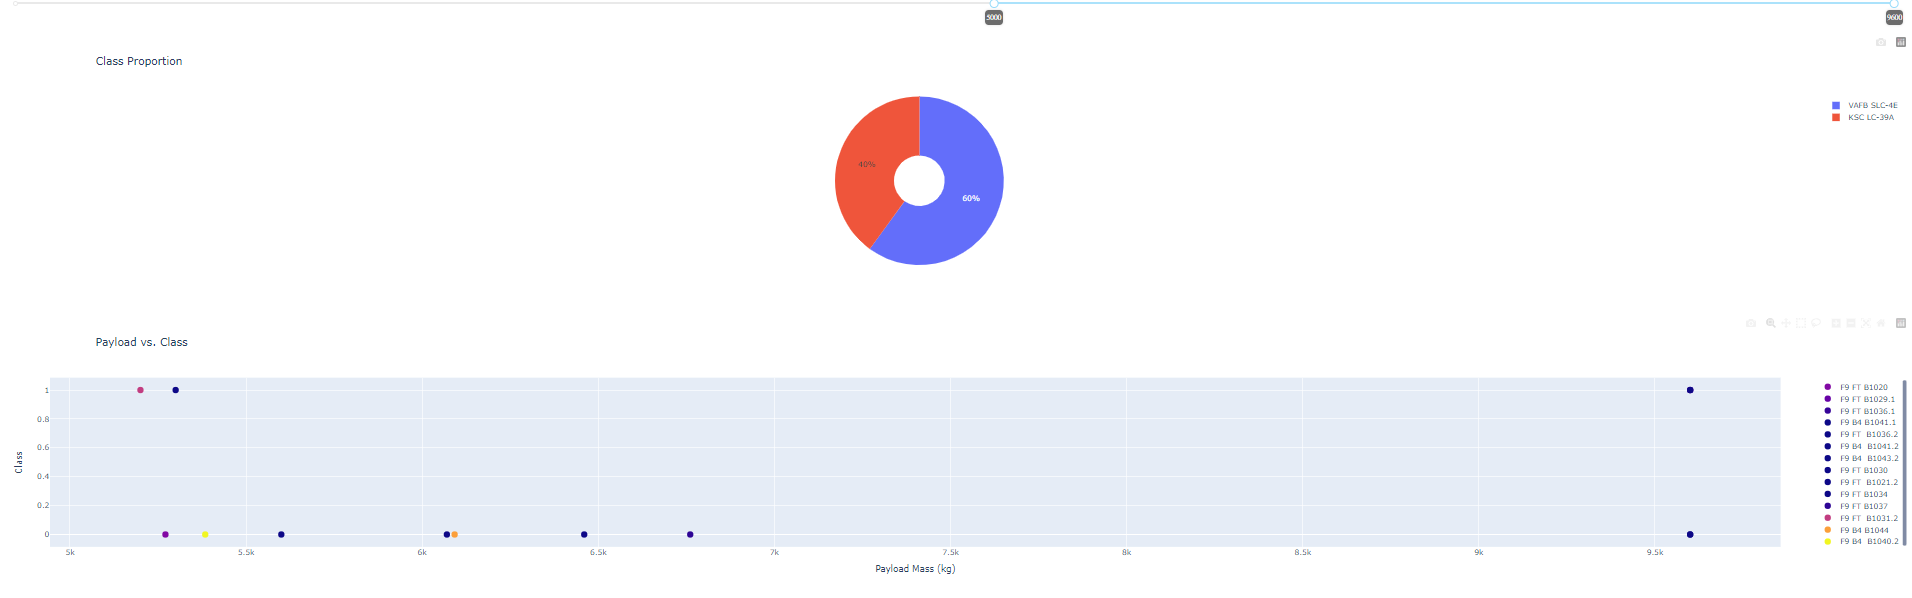 5000
9600
Class Proportion
VAFB SLC-4E
KSC LC-39A
40%
60%
Payload vs. Class
1
0.8
0.6
0.4
0.2
0
Class
5k
5.5k
6k
6.5k
7k
7.5k
8k
8.5k
9k
9.5k
Payload Mass (kg)
F9 FT B1020
F9 FT B1029.1
F9 FT B1036.1
F9 B4 B1041.1
F9 FT  B1036.2
F9 B4  B1041.2
F9 B4  B1043.2
F9 FT B1030
F9 FT  B1021.2
F9 FT B1034
F9 FT B1037
F9 FT  B1031.2
F9 B4 B1044
F9 B4  B1040.2